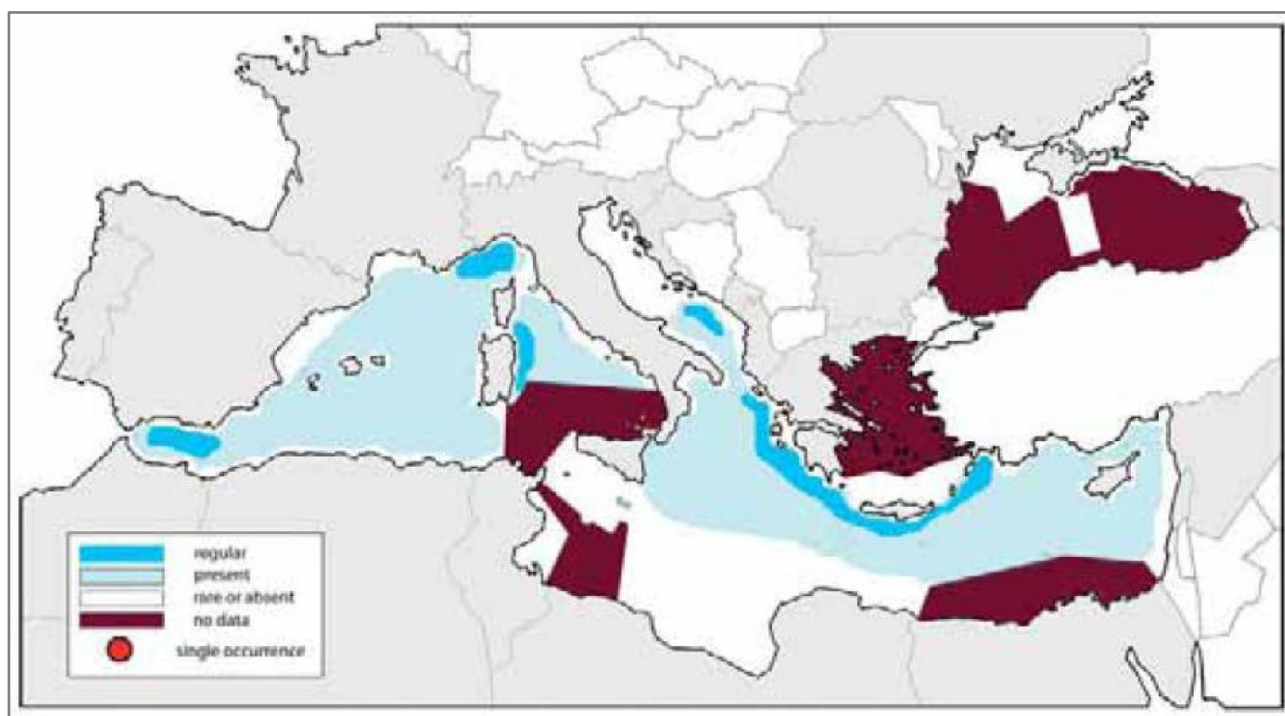 regular
present
rare or absent
no data
single occurrence